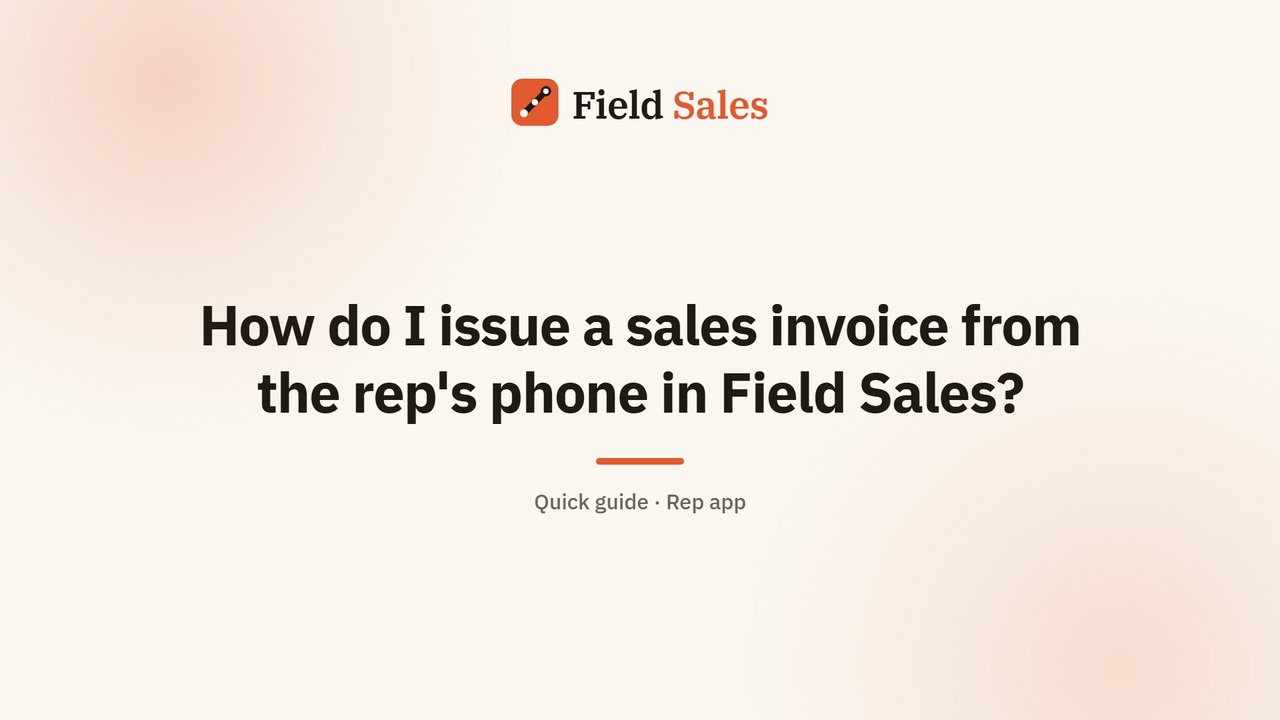 Field Sales
How do I issue a sales invoice from
the rep's phone in Field Sales?
Quick guide · Rep app